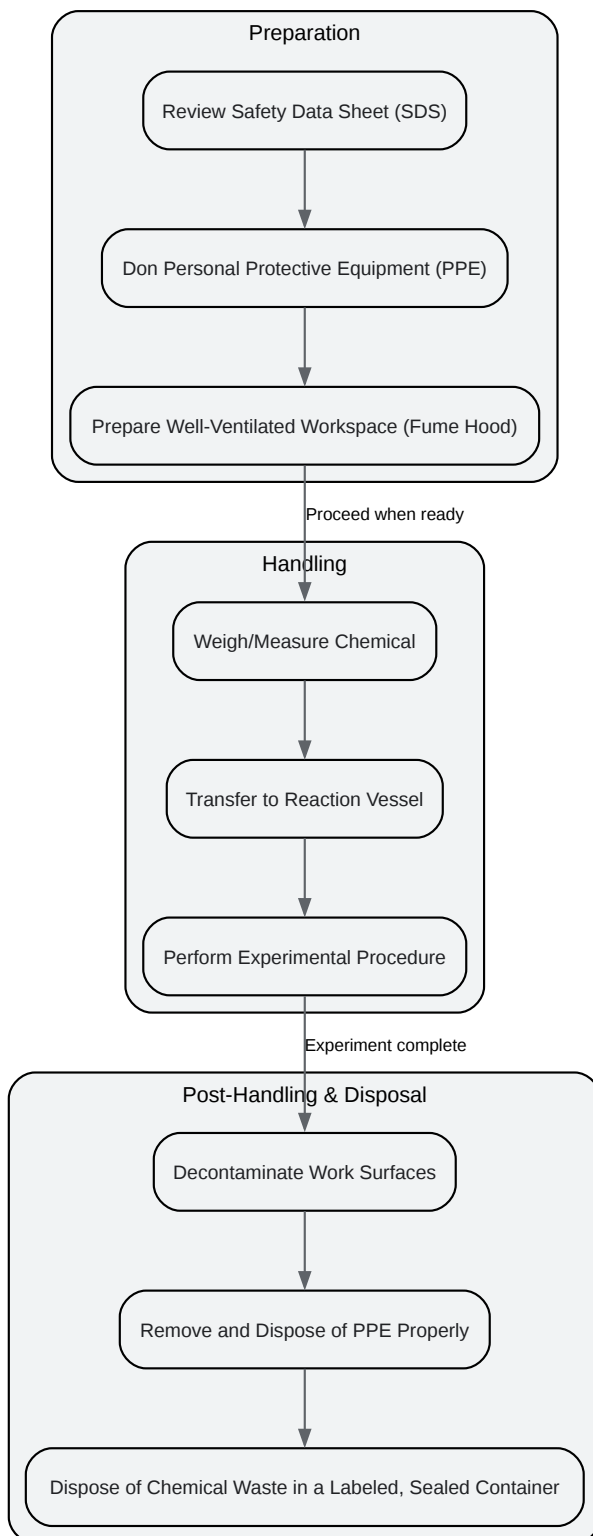 Preparation
Review Safety Data Sheet (SDS)
Don Personal Protective Equipment (PPE)
Prepare Well-Ventilated Workspace (Fume Hood)
Proceed when ready
Handling
Weigh/Measure Chemical
Transfer to Reaction Vessel
Perform Experimental Procedure
Experiment complete
Post-Handling & Disposal
Decontaminate Work Surfaces
Remove and Dispose of PPE Properly
Dispose of Chemical Waste in a Labeled, Sealed Container